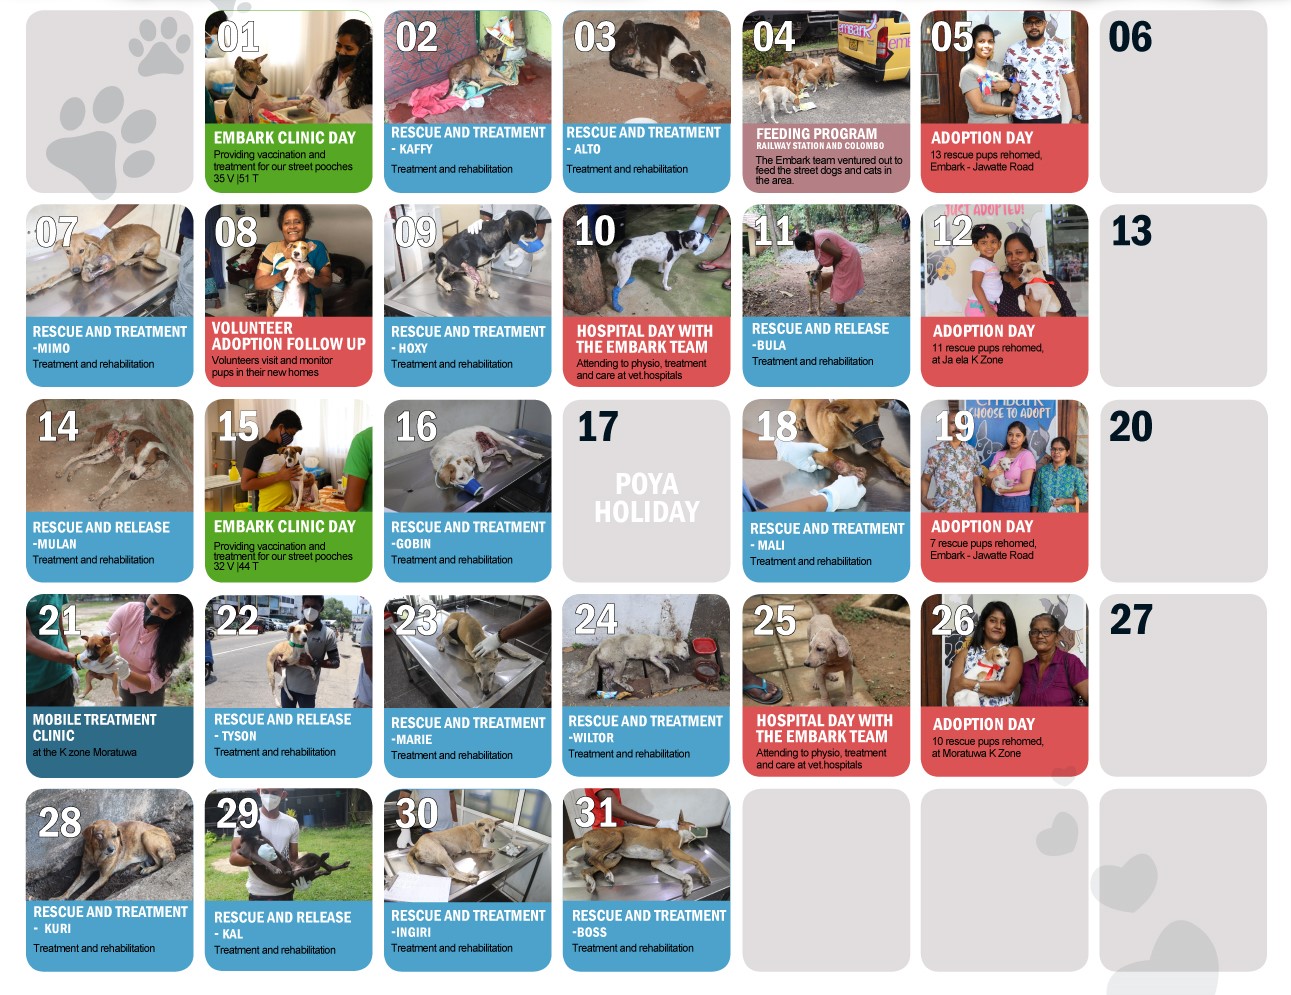 01
EMBARK CLINIC DAY
Providing vaccination and
treatment for our street pooches
35 V |51 T
02
RESCUE AND TREATMENT
- KAFFY
Treatment and rehabilitation
03
RESCUE AND TREATMENT
- ALTO
Treatment and rehabilitation
04
embark
FEEDING PROGRAM
RAILWAY STATION AND COLOMBO
The Embark team ventured out to
feed the street dogs and cats in
the area.
05
ADOPTION DAY
13 rescue pups rehomed,
Embark - Jawatte Road
06
07
RESCUE AND TREATMENT
-MIMO
Treatment and rehabilitation
08
VOLUNTEER
ADOPTION FOLLOW UP
Volunteers visit and monitor
pups in their new homes
09
RESCUE AND TREATMENT
- HOXY
Treatment and rehabilitation
10
HOSPITAL DAY WITH
THE EMBARK TEAM
Attending to physio, treatment
and care at vet.hospitals
11
RESCUE AND RELEASE
-BULA
Treatment and rehabilitation
JUST ADOPTED!
12
ADOPTION DAY
11 rescue pups rehomed,
at Ja ela K Zone
13
14
RESCUE AND RELEASE
-MULAN
Treatment and rehabilitation
15
EMBARK CLINIC DAY
Providing vaccination and
treatment for our street pooches
32 V |44 T
16
RESCUE AND TREATMENT
-GOBIN
Treatment and rehabilitation
17
POYA
HOLIDAY
18
RESCUE AND TREATMENT
- MALI
Treatment and rehabilitation
embark
CHOOSE TO ADOPT
19
ADOPTION DAY
7 rescue pups rehomed,
Embark - Jawatte Road
20
21
MOBILE TREATMENT
CLINIC
at the K zone Moratuwa
22
RESCUE AND RELEASE
- TYSON
Treatment and rehabilitation
23
RESCUE AND TREATMENT
-MARIE
Treatment and rehabilitation
24
RESCUE AND TREATMENT
-WILTOR
Treatment and rehabilitation
25
HOSPITAL DAY WITH
THE EMBARK TEAM
Attending to physio, treatment
and care at vet.hospitals
26
ADOPTION DAY
10 rescue pups rehomed,
at Moratuwa K Zone
27
28
RESCUE AND TREATMENT
- KURI
Treatment and rehabilitation
29
RESCUE AND RELEASE
- KAL
Treatment and rehabilitation
30
RESCUE AND TREATMENT
-INGIRI
Treatment and rehabilitation
31
RESCUE AND TREATMENT
-BOSS
Treatment and rehabilitation